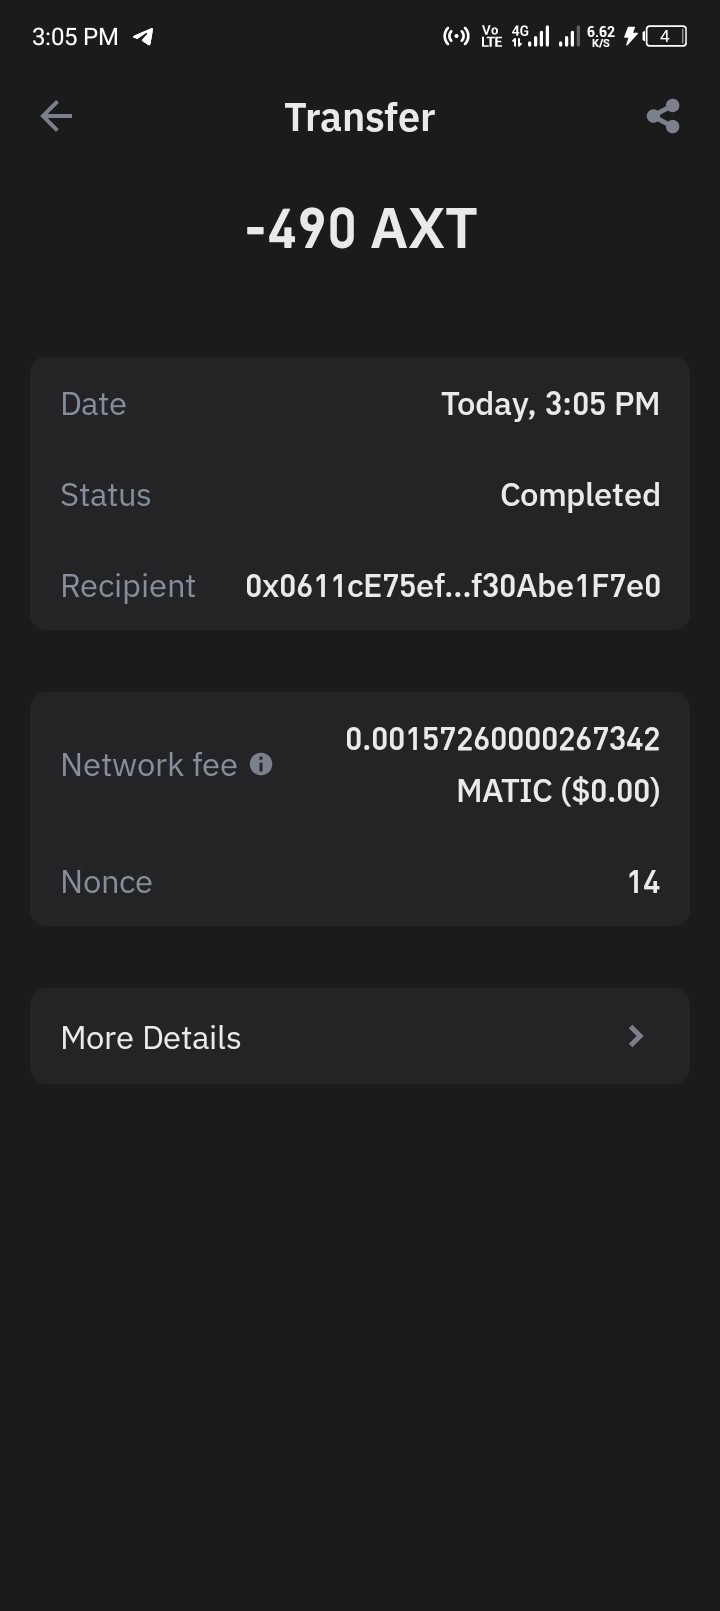 3:05 PM Vo LTE 4G 6.62 K/S 4
Transfer
-490 AXT
Date Today, 3:05 PM
Status Completed
Recipient 0x0611cE75ef...f30Abe1F7e0
Network fee 0.00157260000267342
MATIC ($0.00)
Nonce 14
More Details